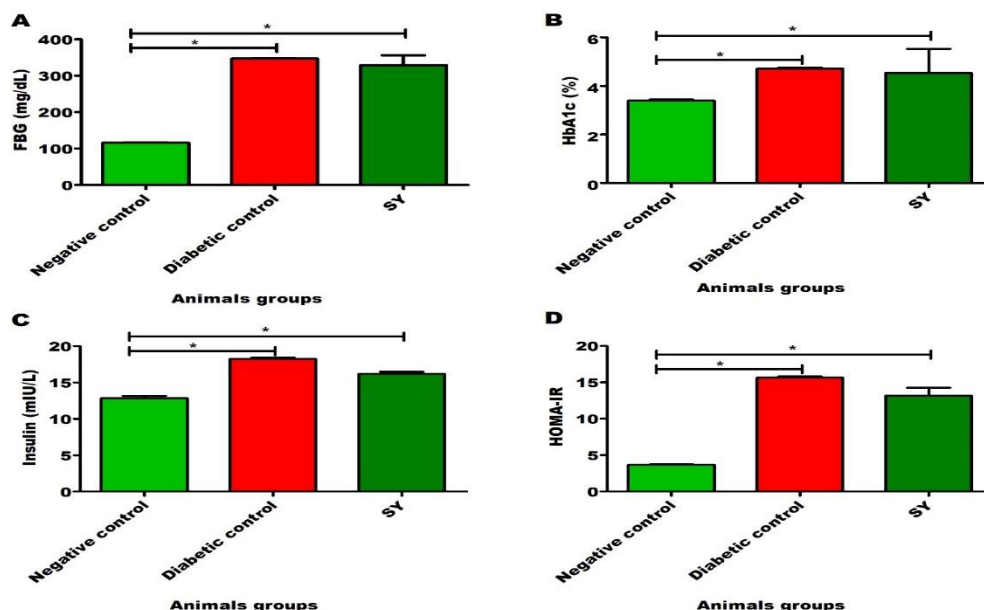 A
*
*
400
300
200
100
0
FBG (mg/dL)
Negative control
Diabetic control
SY
Animals groups
B
*
*
6
4
2
0
HbA1c (%)
Negative control
Diabetic control
SY
Animals groups
C
*
*
20
15
10
5
0
Insulin (mIU/L)
Negative control
Diabetic control
SY
Animals groups
D
*
*
20
15
10
5
0
HOMA-IR
Negative control
Diabetic control
SY
Animals groups